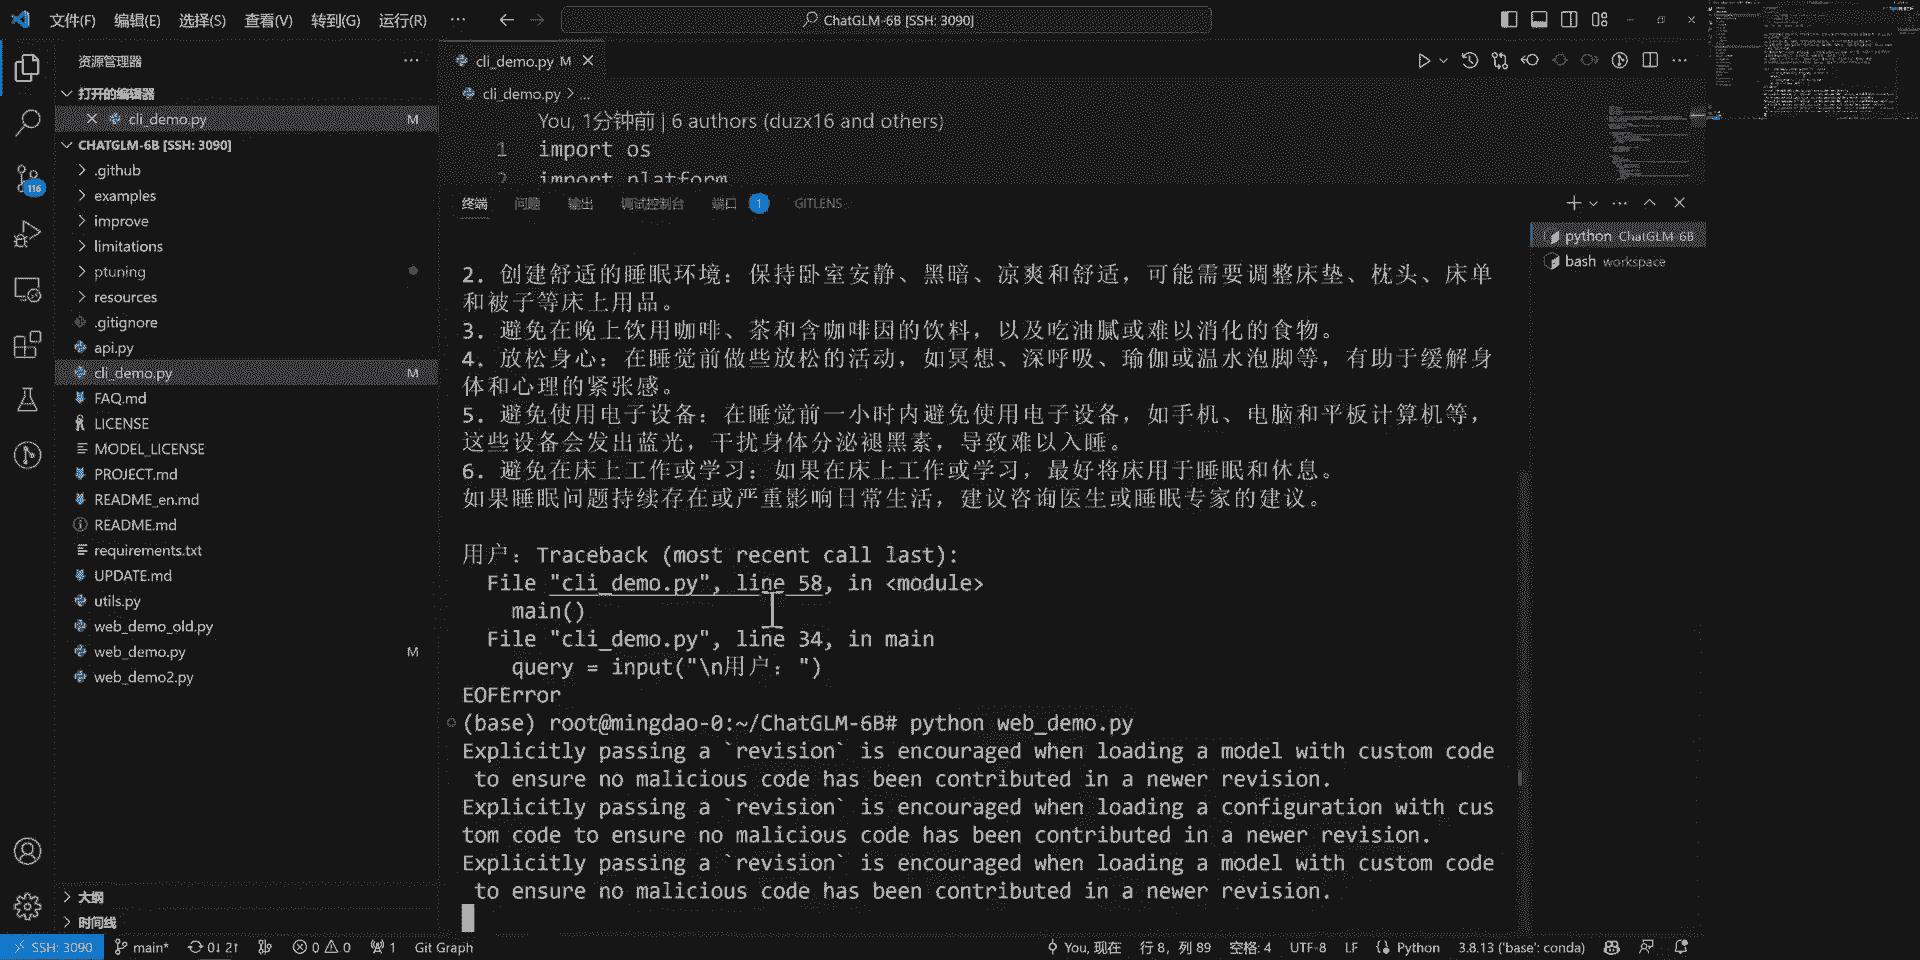 文件(F) 编辑(E) 选择(S) 查看(V) 转到(G) 运行(R) ··· ChatGLM-6B [SSH: 3090]
资源管理器
打开的编辑器
cli_demo.py M
CHATGLM-6B [SSH: 3090]
.github
examples
improve
limitations
ptuning
resources
.gitignore
api.py
cli_demo.py M
FAQ.md
LICENSE
MODEL_LICENSE
PROJECT.md
README_en.md
README.md
requirements.txt
UPDATE.md
utils.py
web_demo_old.py
web_demo.py M
web_demo2.py
大纲
时间线
116
cli_demo.py M
cli_demo.py > ...
You, 1分钟前 | 6 authors (duzx16 and others)
1 import os
2 import platform
终端 问题 输出 调试控制台 端口 1 GITLENS
python ChatGLM-6B
bash workspace
2. 创建舒适的睡眠环境：保持卧室安静、黑暗、凉爽和舒适，可能需要调整床垫、枕头、床单
和被子等床上用品。
3. 避免在晚上饮用咖啡、茶和含咖啡因的饮料，以及吃油腻或难以消化的食物。
4. 放松身心：在睡觉前做些放松的活动，如冥想、深呼吸、瑜伽或温水泡脚等，有助于缓解身
体和心理的紧张感。
5. 避免使用电子设备：在睡觉前一小时内避免使用电子设备，如手机、电脑和平板计算机等，
这些设备会发出蓝光，干扰身体分泌褪黑素，导致难以入睡。
6. 避免在床上工作或学习：如果在床上工作或学习，最好将床用于睡眠和休息。
如果睡眠问题持续存在或严重影响日常生活，建议咨询医生或睡眠专家的建议。
用户：Traceback (most recent call last):
File "cli_demo.py", line 58, in <module>
main()
File "cli_demo.py", line 34, in main
query = input("\n用户：")
EOFError
(base) root@mingdao-0:~/ChatGLM-6B# python web_demo.py
Explicitly passing a `revision` is encouraged when loading a model with custom code
to ensure no malicious code has been contributed in a newer revision.
Explicitly passing a `revision` is encouraged when loading a configuration with cus
tom code to ensure no malicious code has been contributed in a newer revision.
Explicitly passing a `revision` is encouraged when loading a model with custom code
to ensure no malicious code has been contributed in a newer revision.
SSH: 3090 main* 0↓ 2↑ 0 0 1 Git Graph You, 现在 行 8，列 89 空格: 4 UTF-8 LF Python 3.8.13 ('base': conda)